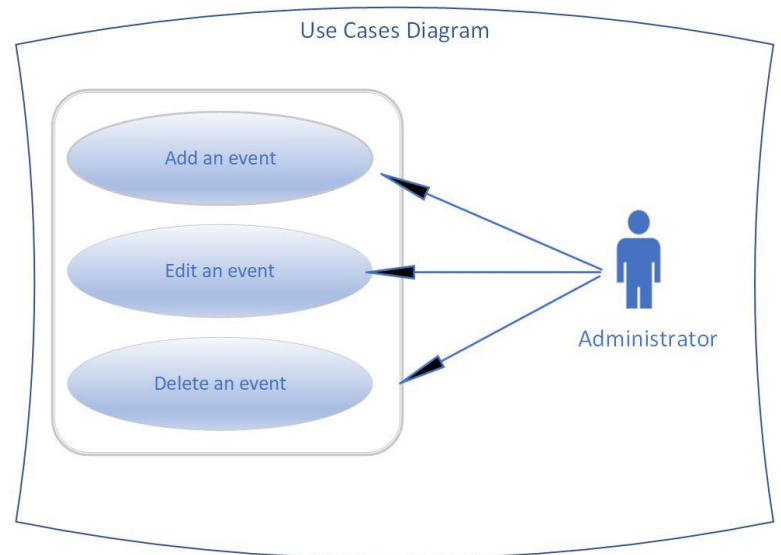 Use Cases Diagram
Add an event
Edit an event
Delete an event
Administrator